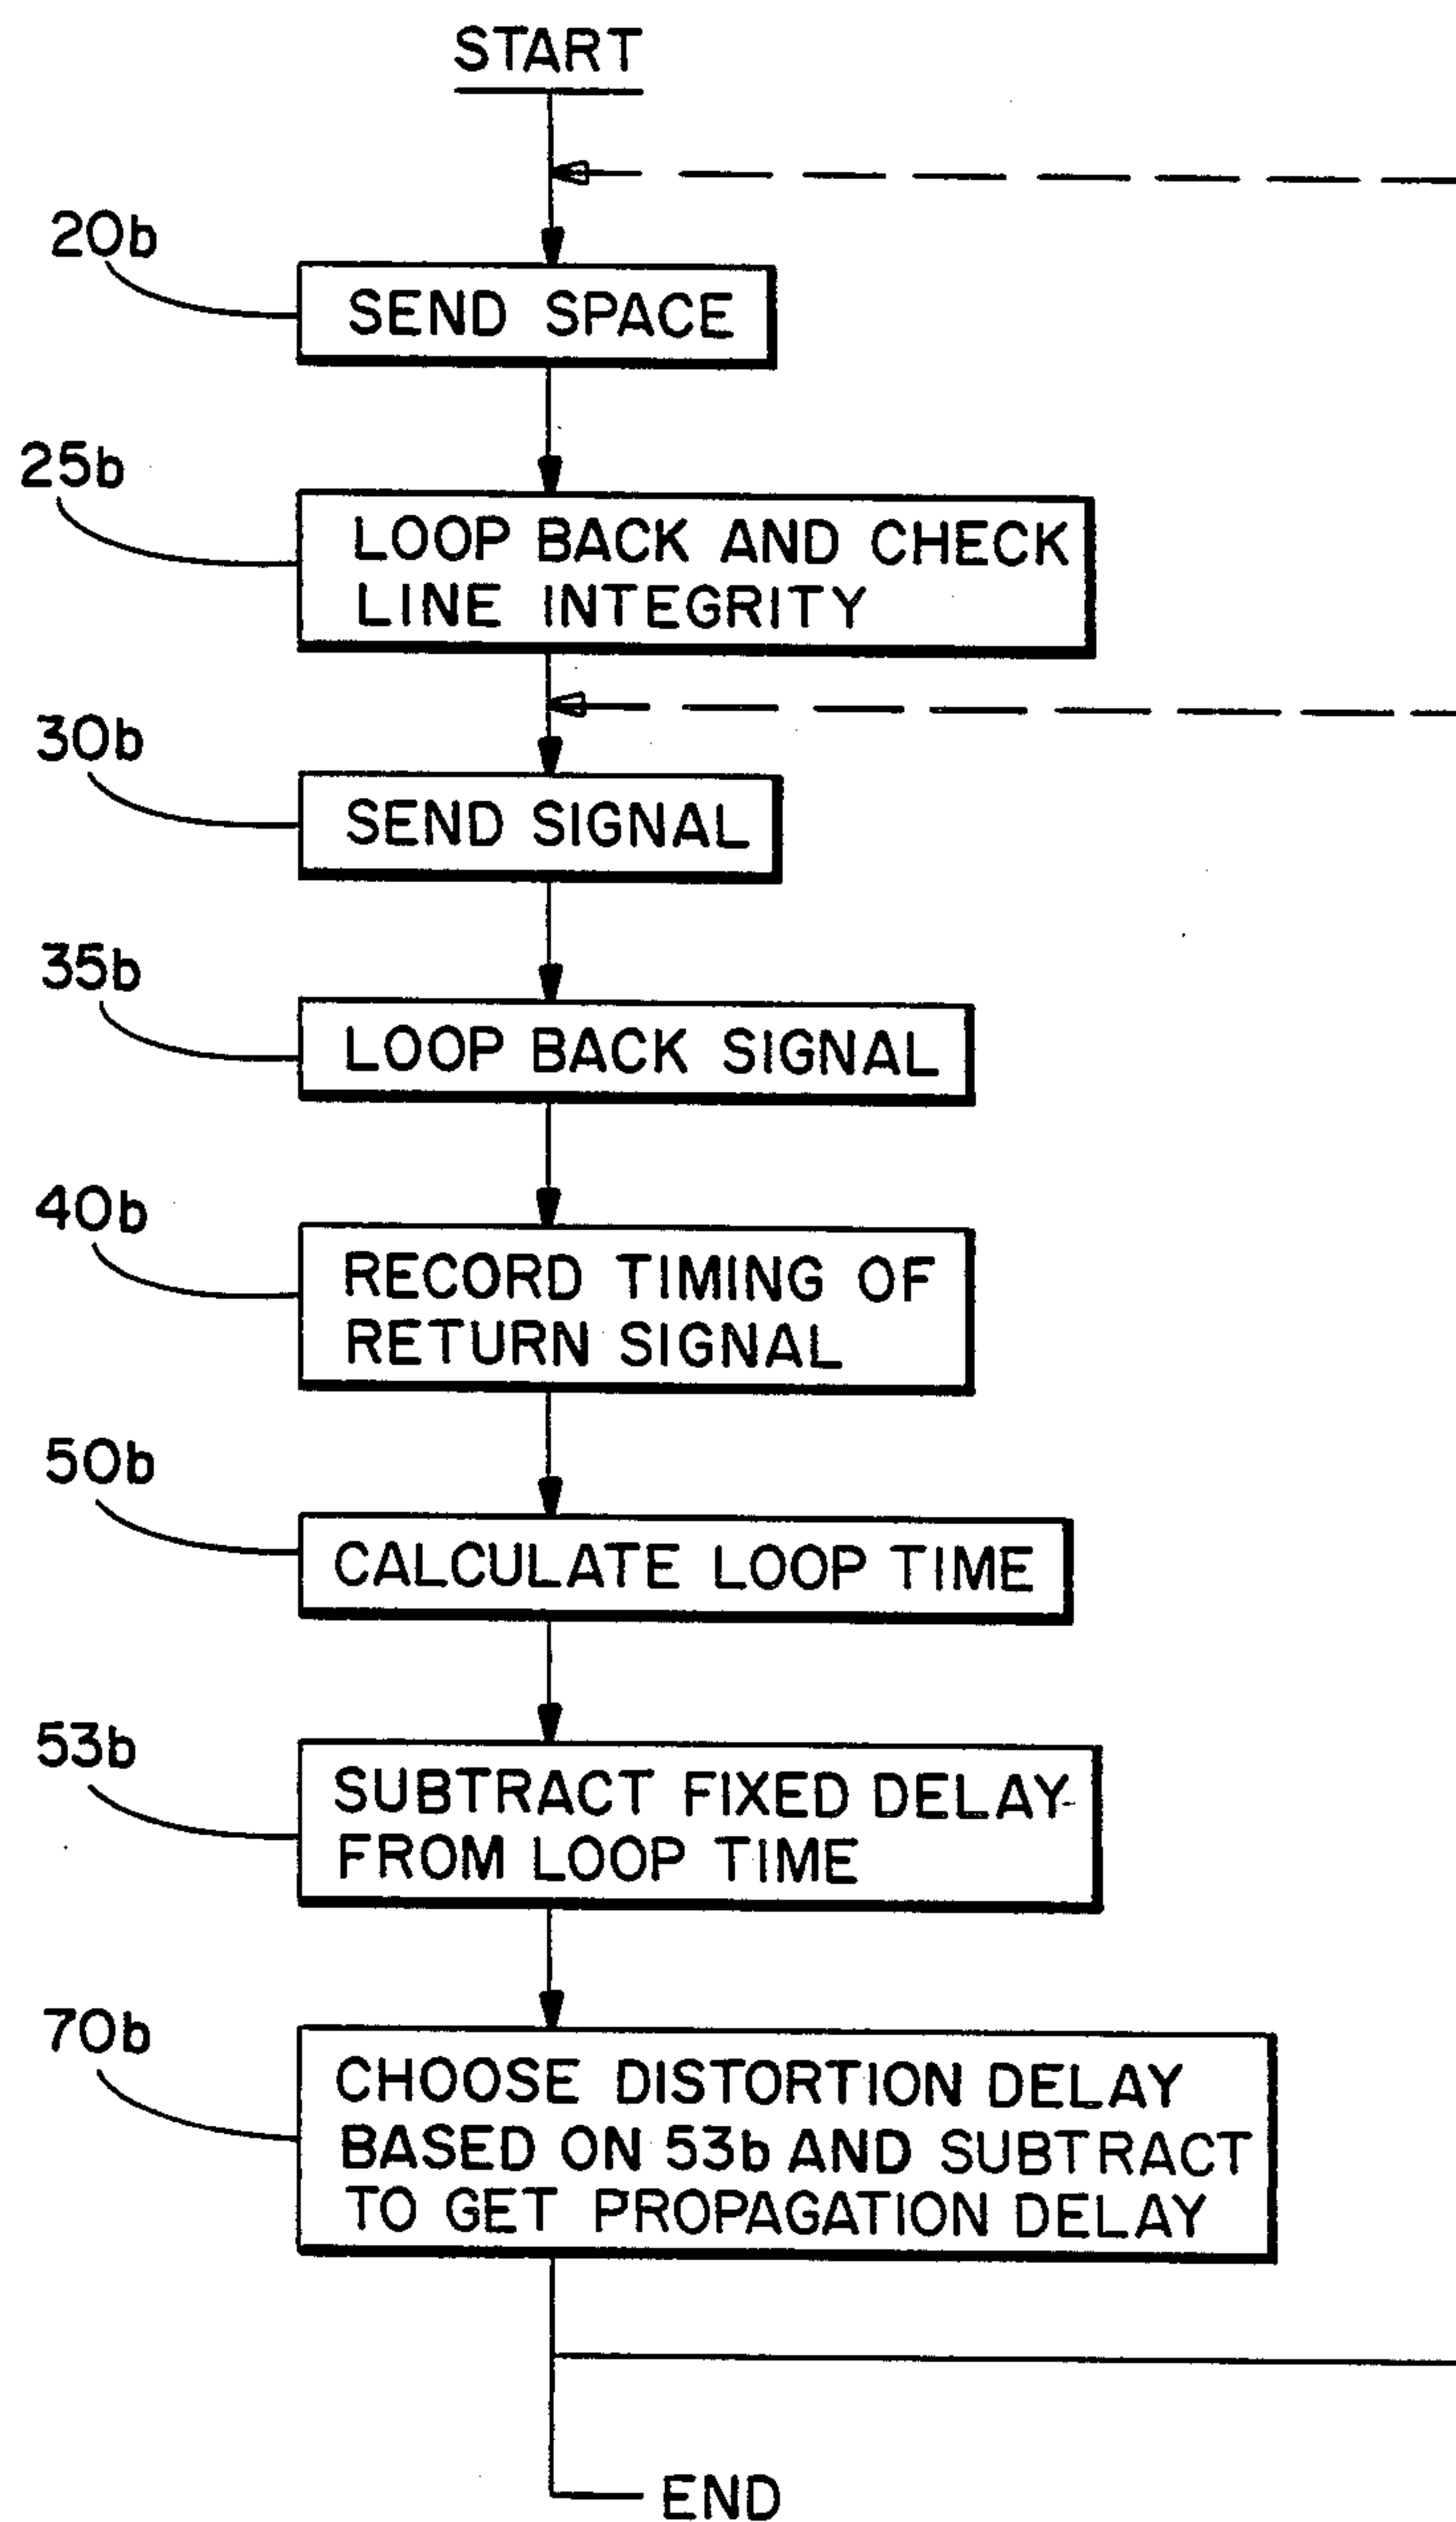 START
20b
SEND SPACE
25b
LOOP BACK AND CHECK
LINE INTEGRITY
30b
SEND SIGNAL
35b
LOOP BACK SIGNAL
40b
RECORD TIMING OF
RETURN SIGNAL
50b
CALCULATE LOOP TIME
53b
SUBTRACT FIXED DELAY
FROM LOOP TIME
70b
CHOOSE DISTORTION DELAY
BASED ON 53b AND SUBTRACT
TO GET PROPAGATION DELAY
END